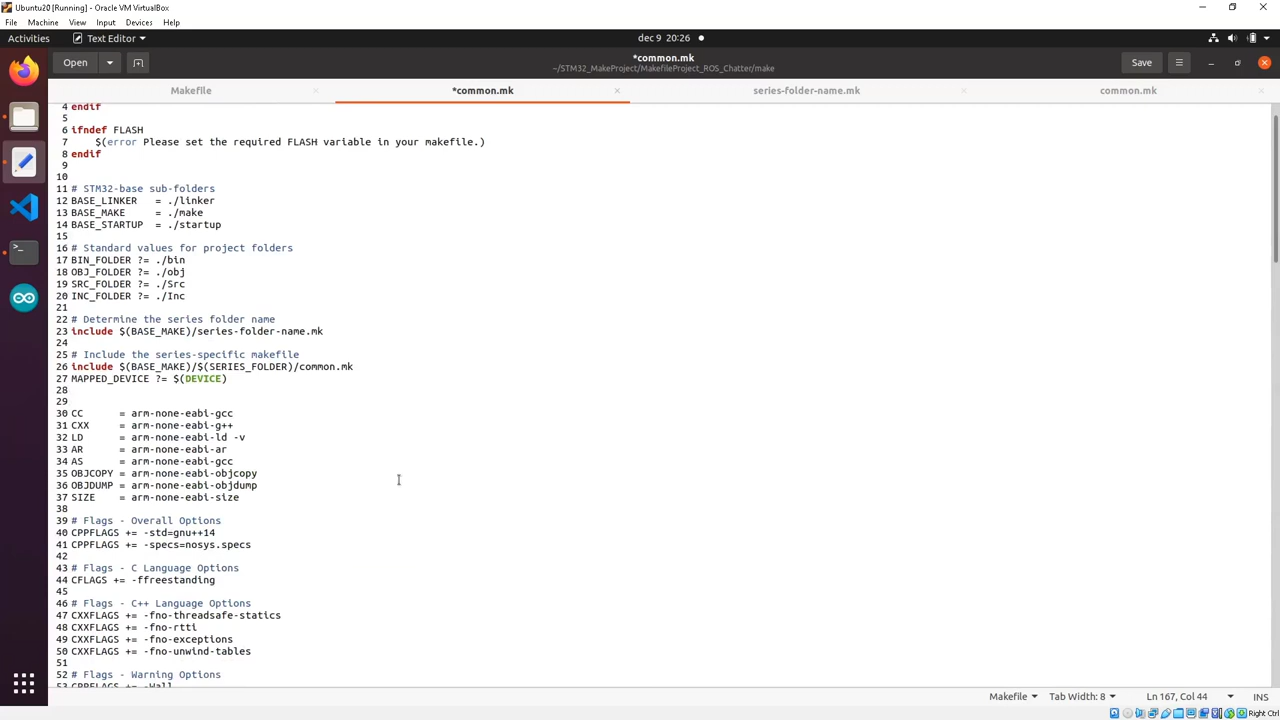 Ubuntu20 [Running] - Oracle VM VirtualBox
File Machine View Input Devices Help
Activities Text Editor dec 9 20:26
Open *common.mk Save
~/STM32_MakeProject/MakefileProject_ROS_Chatter/make
Makefile *common.mk series-folder-name.mk common.mk
4 endif
5
6 ifndef FLASH
7 $(error Please set the required FLASH variable in your makefile.)
8 endif
9
10
11 # STM32-base sub-folders
12 BASE_LINKER = ./linker
13 BASE_MAKE = ./make
14 BASE_STARTUP = ./startup
15
16 # Standard values for project folders
17 BIN_FOLDER ?= ./bin
18 OBJ_FOLDER ?= ./obj
19 SRC_FOLDER ?= ./Src
20 INC_FOLDER ?= ./Inc
21
22 # Determine the series folder name
23 include $(BASE_MAKE)/series-folder-name.mk
24
25 # Include the series-specific makefile
26 include $(BASE_MAKE)/$(SERIES_FOLDER)/common.mk
27 MAPPED_DEVICE ?= $(DEVICE)
28
29
30 CC = arm-none-eabi-gcc
31 CXX = arm-none-eabi-g++
32 LD = arm-none-eabi-ld -v
33 AR = arm-none-eabi-ar
34 AS = arm-none-eabi-gcc
35 OBJCOPY = arm-none-eabi-objcopy
36 OBJDUMP = arm-none-eabi-objdump
37 SIZE = arm-none-eabi-size
38
39 # Flags - Overall Options
40 CPPFLAGS += -std=gnu++14
41 CPPFLAGS += -specs=nosys.specs
42
43 # Flags - C Language Options
44 CFLAGS += -ffreestanding
45
46 # Flags - C++ Language Options
47 CXXFLAGS += -fno-threadsafe-statics
48 CXXFLAGS += -fno-rtti
49 CXXFLAGS += -fno-exceptions
50 CXXFLAGS += -fno-unwind-tables
51
52 # Flags - Warning Options
53 CPPFLAGS += -Wall
Makefile Tab Width: 8 Ln 167, Col 44 INS
Right Ctrl